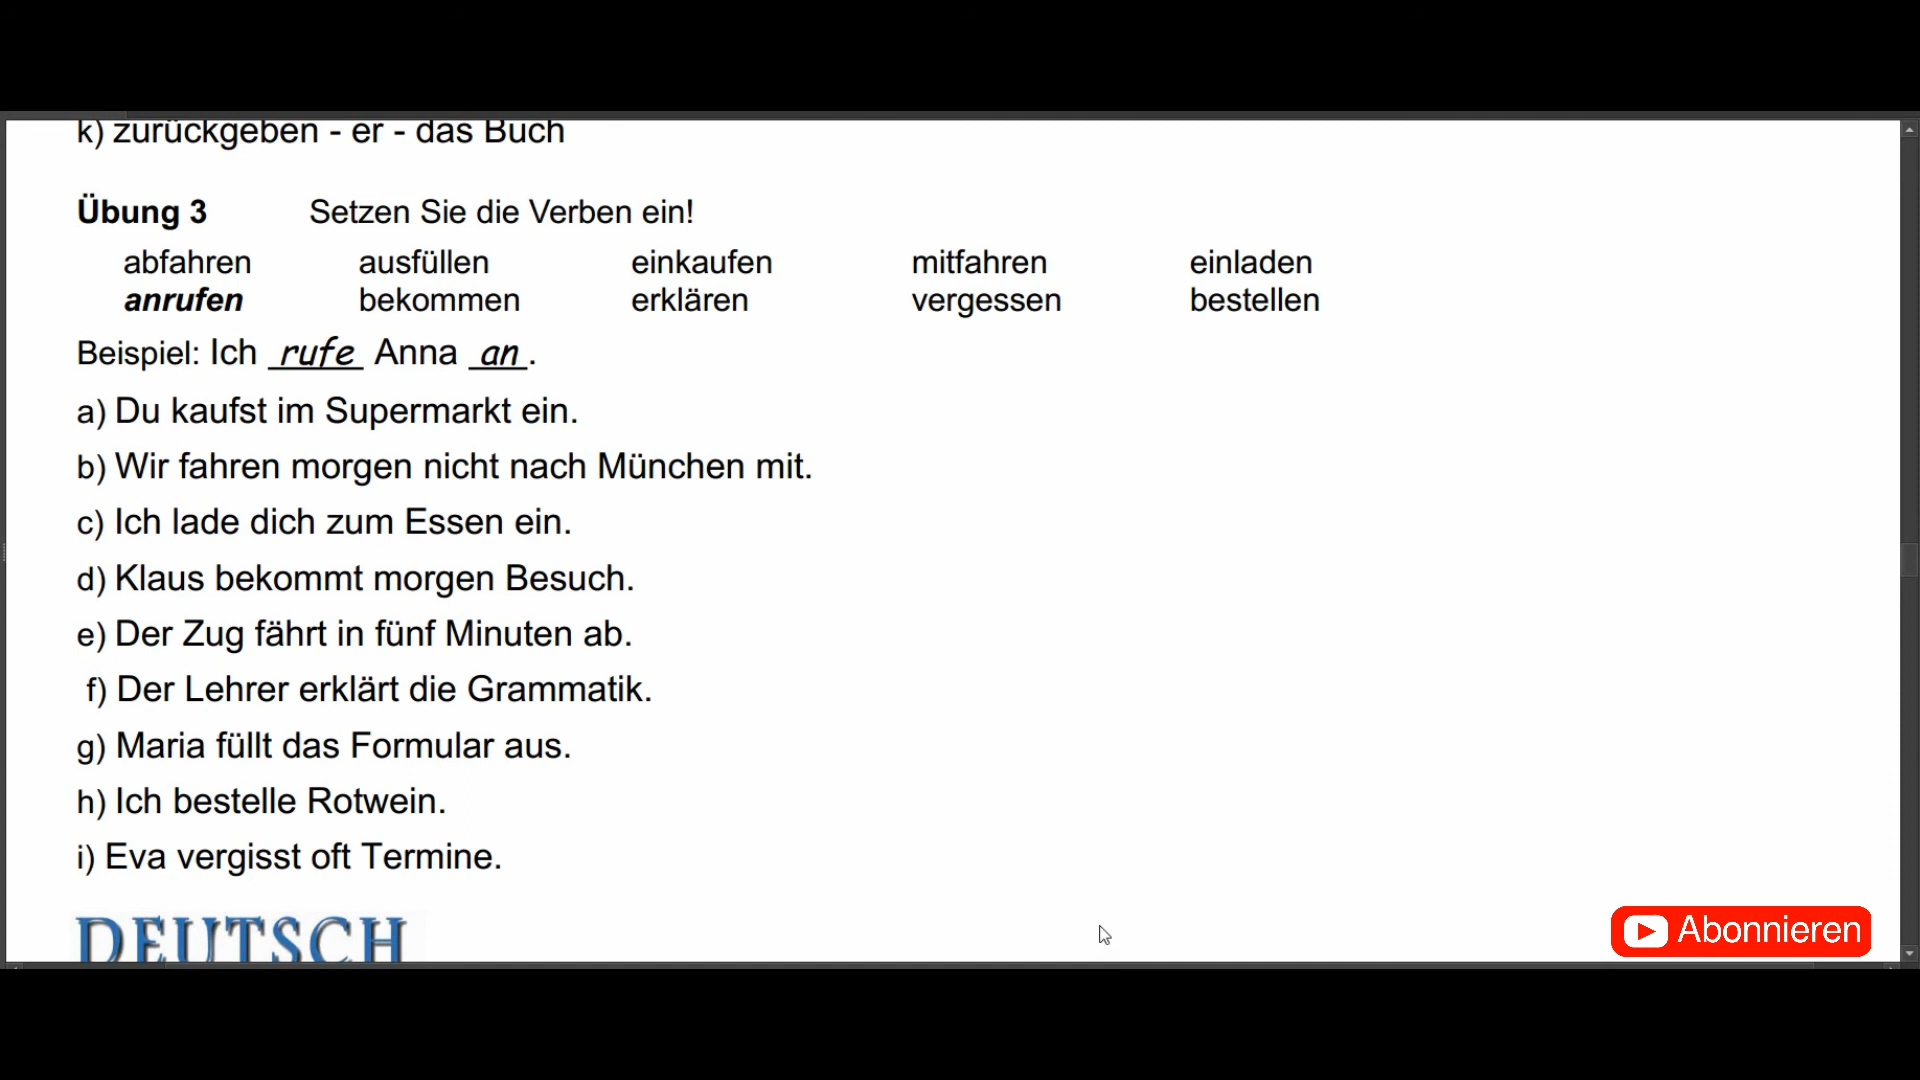 k) zurückgeben - er - das Buch
Übung 3 Setzen Sie die Verben ein!
abfahren ausfüllen einkaufen mitfahren einladen
anrufen bekommen erklären vergessen bestellen
Beispiel: Ich rufe Anna an.
a) Du kaufst im Supermarkt ein.
b) Wir fahren morgen nicht nach München mit.
c) Ich lade dich zum Essen ein.
d) Klaus bekommt morgen Besuch.
e) Der Zug fährt in fünf Minuten ab.
f) Der Lehrer erklärt die Grammatik.
g) Maria füllt das Formular aus.
h) Ich bestelle Rotwein.
i) Eva vergisst oft Termine.
DEUTSCH
Abonnieren